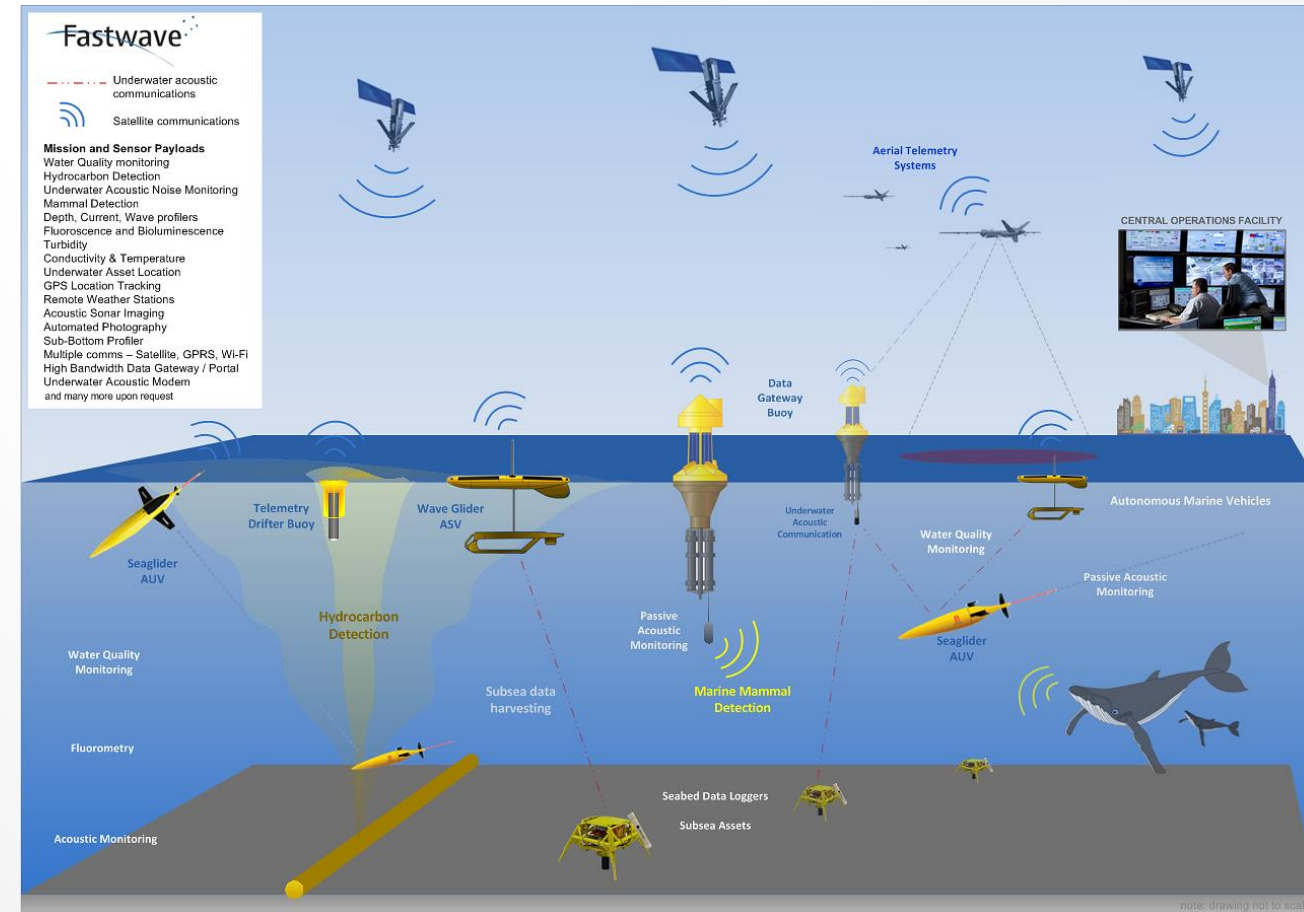 Fastwave
Underwater acoustic
communications
Satellite communications
Mission and Sensor Payloads
Water Quality monitoring
Hydrocarbon Detection
Underwater Acoustic Noise Monitoring
Mammal Detection
Depth, Current, Wave profilers
Fluoroscence and Bioluminescence
Turbidity
Conductivity & Temperature
Underwater Asset Location
GPS Location Tracking
Remote Weather Stations
Acoustic Sonar Imaging
Automated Photography
Sub-Bottom Profiler
Multiple comms – Satellite, GPRS, Wi-Fi
High Bandwidth Data Gateway / Portal
Underwater Acoustic Modem
and many more upon request
Aerial Telemetry
Systems
CENTRAL OPERATIONS FACILITY
Data
Gateway
Buoy
Telemetry
Drifter Buoy
Wave Glider
ASV
Underwater
Acoustic
Communication
Autonomous Marine Vehicles
Water Quality
Monitoring
Seaglider
AUV
Passive Acoustic
Monitoring
Hydrocarbon
Detection
Passive
Acoustic
Monitoring
Seaglider
AUV
Water Quality
Monitoring
Subsea data
harvesting
Marine Mammal
Detection
Fluorometry
Seabed Data Loggers
Subsea Assets
Acoustic Monitoring
note: drawing not to scal